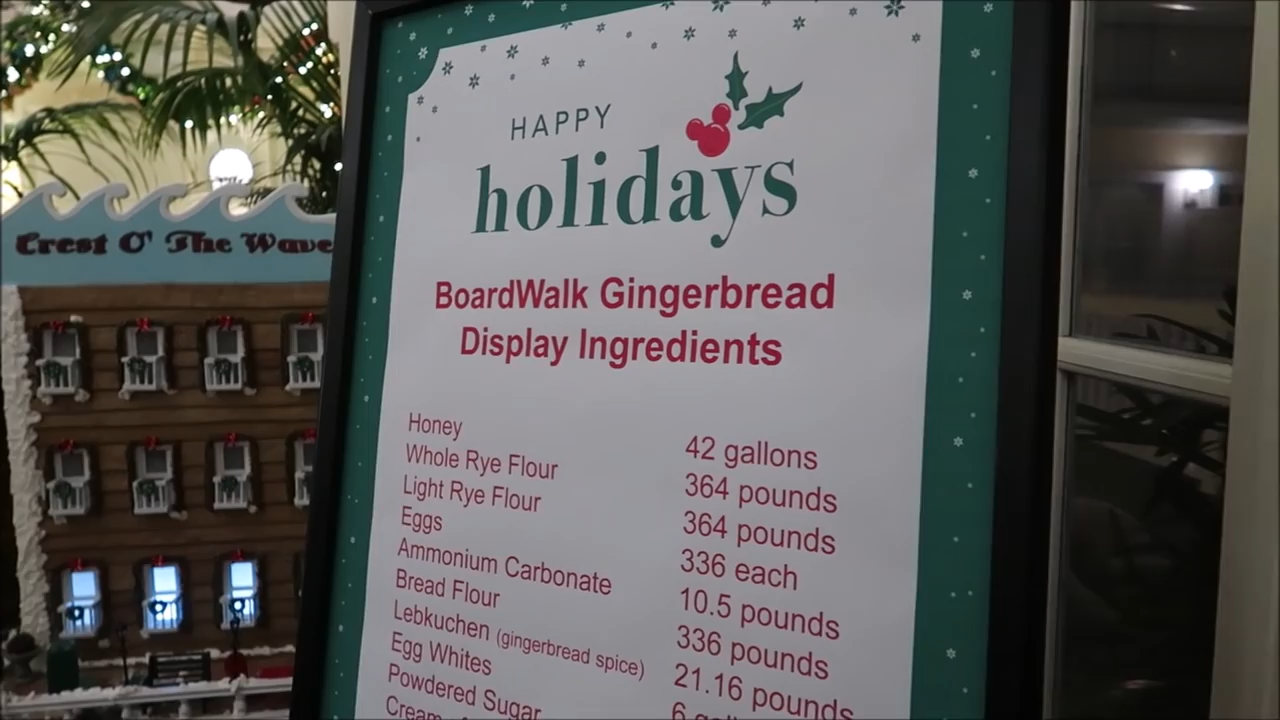 HAPPY
holidays
BoardWalk Gingerbread
Display Ingredients
Honey 42 gallons
Whole Rye Flour 364 pounds
Light Rye Flour 364 pounds
Eggs 336 each
Ammonium Carbonate 10.5 pounds
Bread Flour 336 pounds
Lebkuchen (gingerbread spice) 21.16 pounds
Egg Whites 6
Powdered Sugar
Cream
Crest O' The Wave